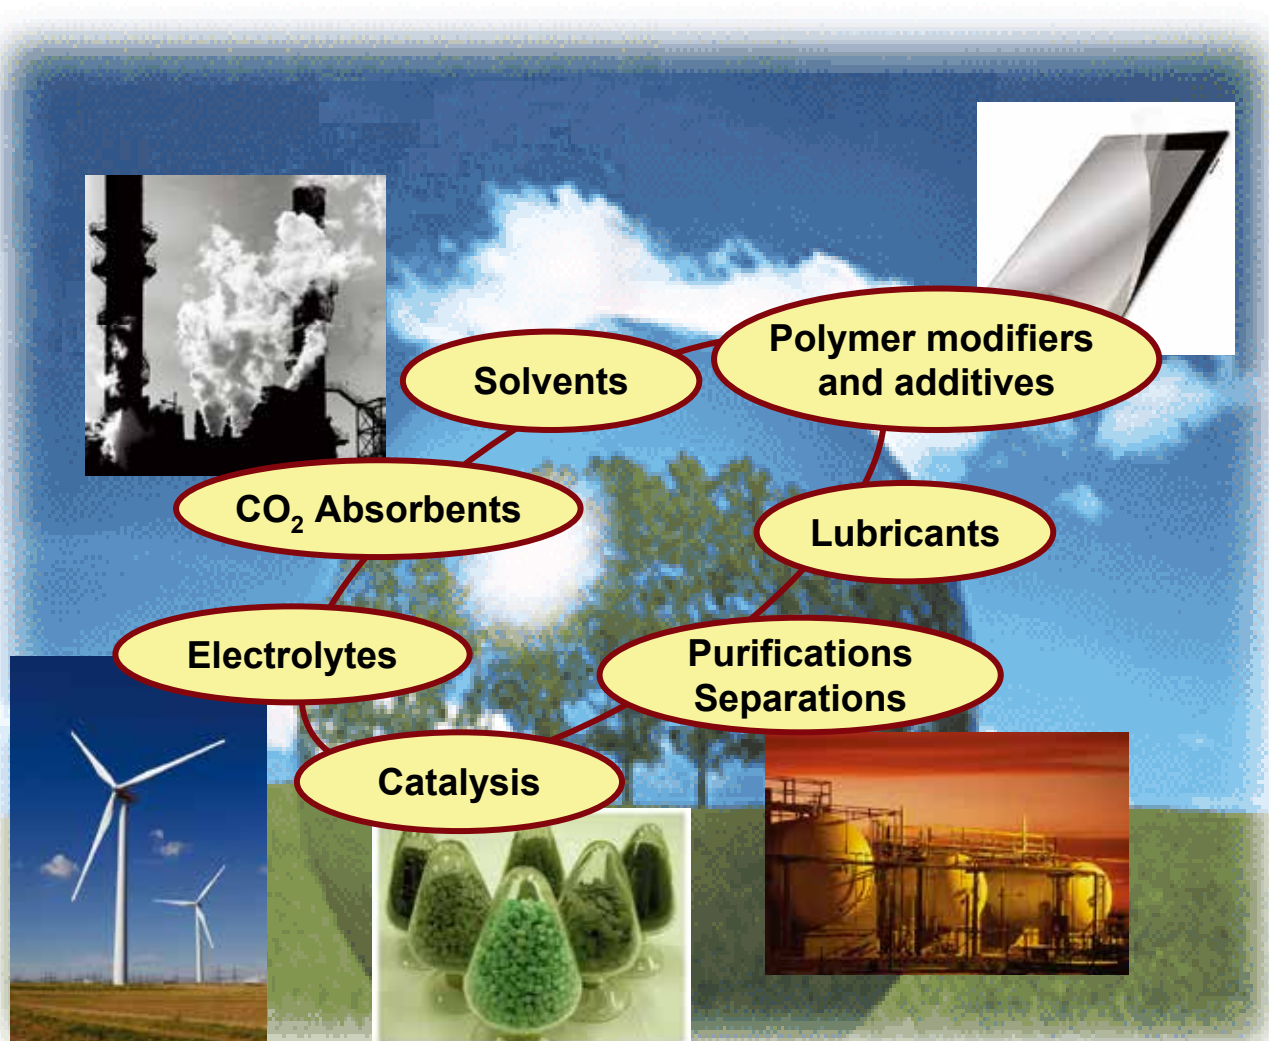 Polymer modifiers
and additives
Solvents
CO₂ Absorbents
Lubricants
Electrolytes
Purifications
Separations
Catalysis